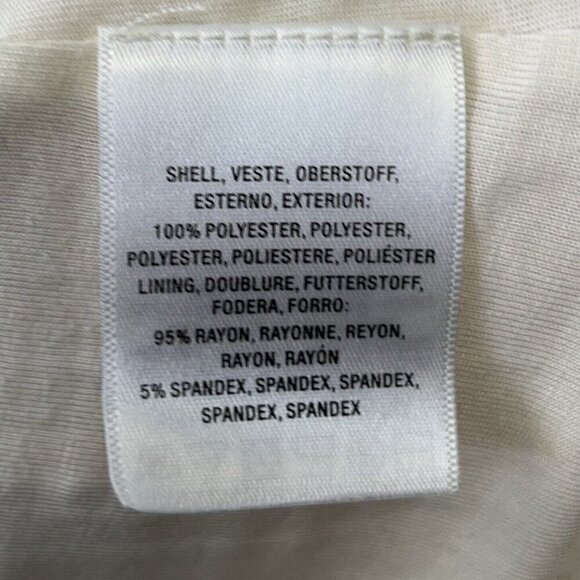 SHELL, VESTE, OBERSTOFF,
ESTERNO, EXTERIOR:
100% POLYESTER, POLYESTER,
POLYESTER, POLIESTERE, POLIÉSTER
LINING, DOUBLURE, FUTTERSTOFF,
FODERA, FORRO:
95% RAYON, RAYONNE, REYON,
RAYON, RAYÓN
5% SPANDEX, SPANDEX, SPANDEX,
SPANDEX, SPANDEX